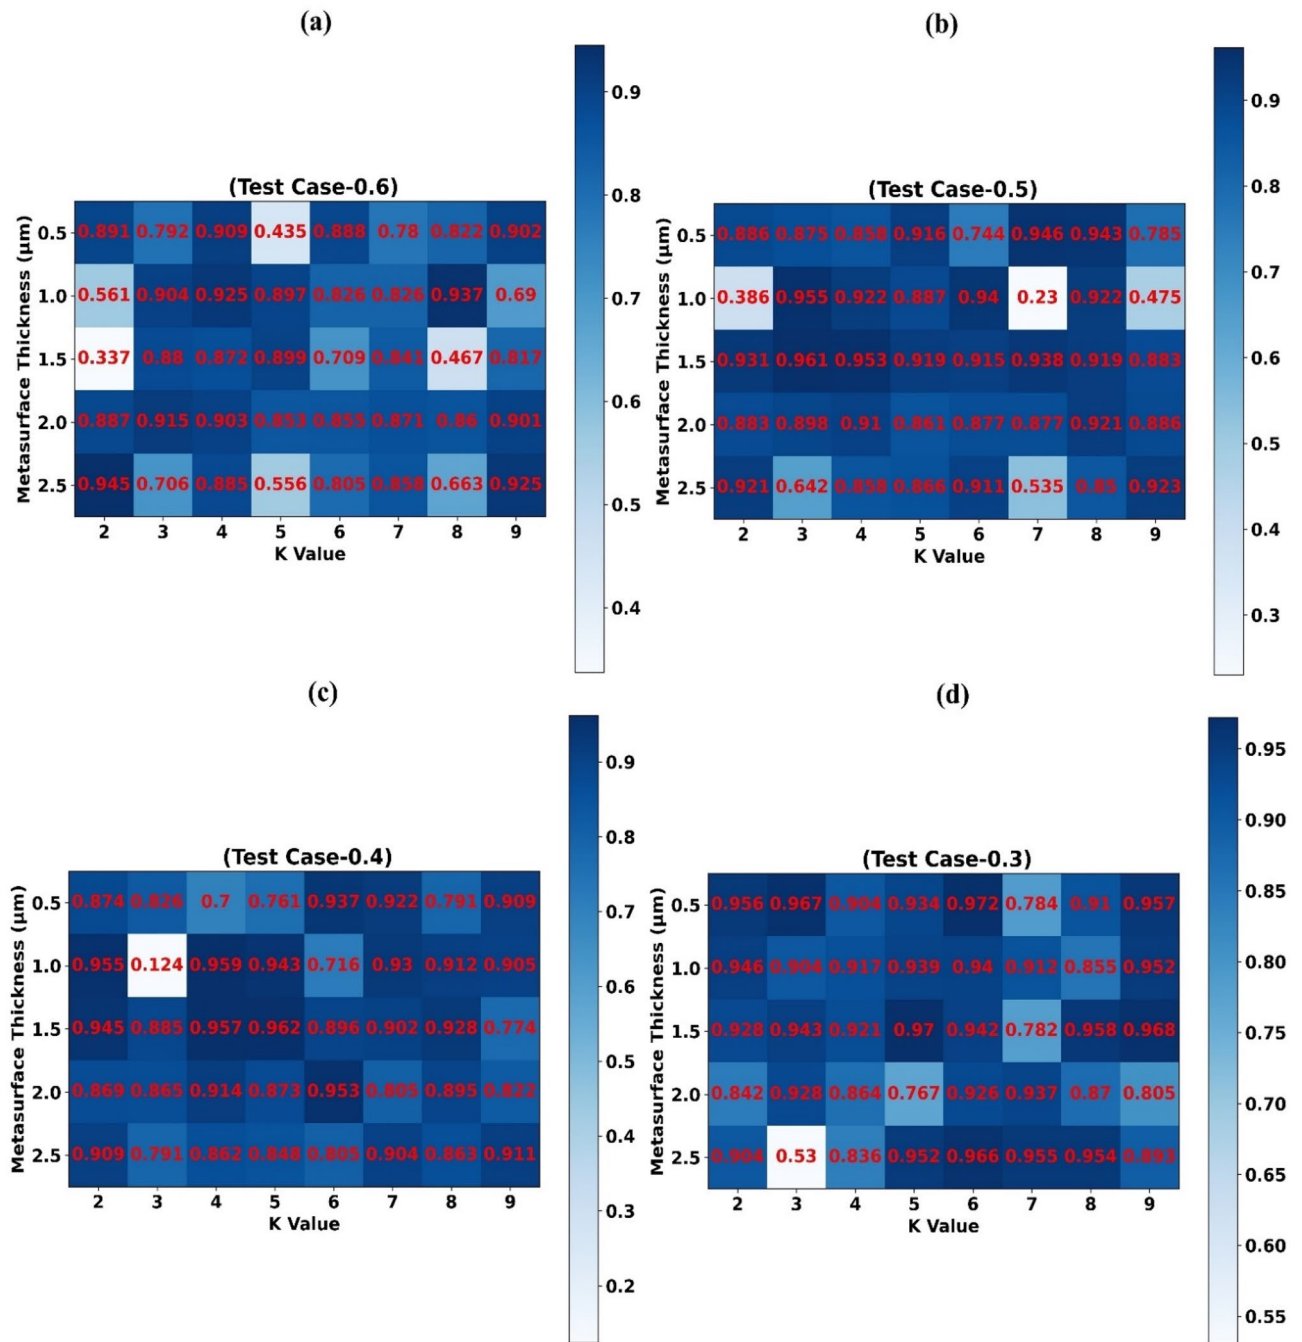 (a)
(Test Case-0.6)
Metasurface Thickness (μm)
0.5 0.891 0.792 0.909 0.435 0.888 0.78 0.822 0.902
1.0 0.561 0.904 0.925 0.897 0.826 0.826 0.937 0.69
1.5 0.337 0.88 0.872 0.899 0.709 0.841 0.467 0.817
2.0 0.887 0.915 0.903 0.853 0.855 0.871 0.86 0.901
2.5 0.945 0.706 0.885 0.556 0.805 0.858 0.663 0.925
2 3 4 5 6 7 8 9
K Value
0.9
0.8
0.7
0.6
0.5
0.4
(b)
(Test Case-0.5)
Metasurface Thickness (μm)
0.5 0.886 0.875 0.858 0.916 0.744 0.946 0.943 0.785
1.0 0.386 0.955 0.922 0.887 0.94 0.23 0.922 0.475
1.5 0.931 0.961 0.953 0.919 0.915 0.938 0.919 0.883
2.0 0.883 0.898 0.91 0.861 0.877 0.877 0.921 0.886
2.5 0.921 0.642 0.858 0.866 0.911 0.535 0.85 0.923
2 3 4 5 6 7 8 9
K Value
0.9
0.8
0.7
0.6
0.5
0.4
0.3
(c)
(Test Case-0.4)
Metasurface Thickness (μm)
0.5 0.874 0.826 0.7 0.761 0.937 0.922 0.791 0.909
1.0 0.955 0.124 0.959 0.943 0.716 0.93 0.912 0.905
1.5 0.945 0.885 0.957 0.962 0.896 0.902 0.928 0.774
2.0 0.869 0.865 0.914 0.873 0.953 0.805 0.895 0.822
2.5 0.909 0.791 0.862 0.848 0.805 0.904 0.863 0.911
2 3 4 5 6 7 8 9
K Value
0.9
0.8
0.7
0.6
0.5
0.4
0.3
0.2
(d)
(Test Case-0.3)
Metasurface Thickness (μm)
0.5 0.956 0.967 0.904 0.934 0.972 0.784 0.91 0.957
1.0 0.946 0.904 0.917 0.939 0.94 0.912 0.855 0.952
1.5 0.928 0.943 0.921 0.97 0.942 0.782 0.958 0.968
2.0 0.842 0.928 0.864 0.767 0.926 0.937 0.87 0.805
2.5 0.904 0.53 0.836 0.952 0.966 0.955 0.954 0.893
2 3 4 5 6 7 8 9
K Value
0.95
0.90
0.85
0.80
0.75
0.70
0.65
0.60
0.55